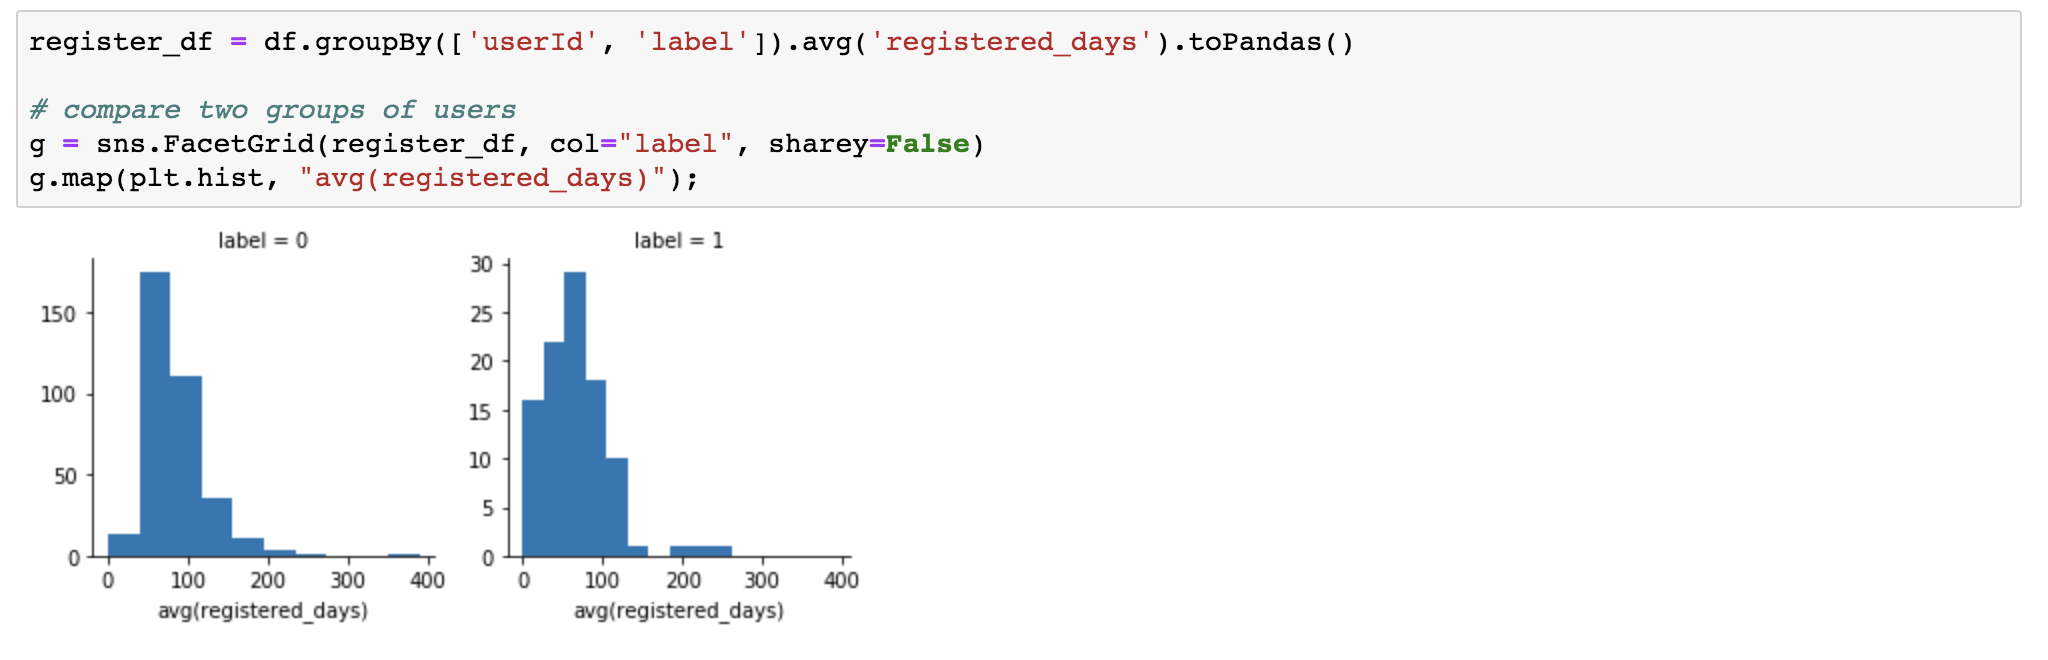 register_df = df.groupBy(['userId', 'label']).avg('registered_days').toPandas()
# compare two groups of users
g = sns.FacetGrid(register_df, col="label", sharey=False)
g.map(plt.hist, "avg(registered_days)");
label = 0
150
100
50
0
0 100 200 300 400
avg(registered_days)
label = 1
30
25
20
15
10
5
0
0 100 200 300 400
avg(registered_days)